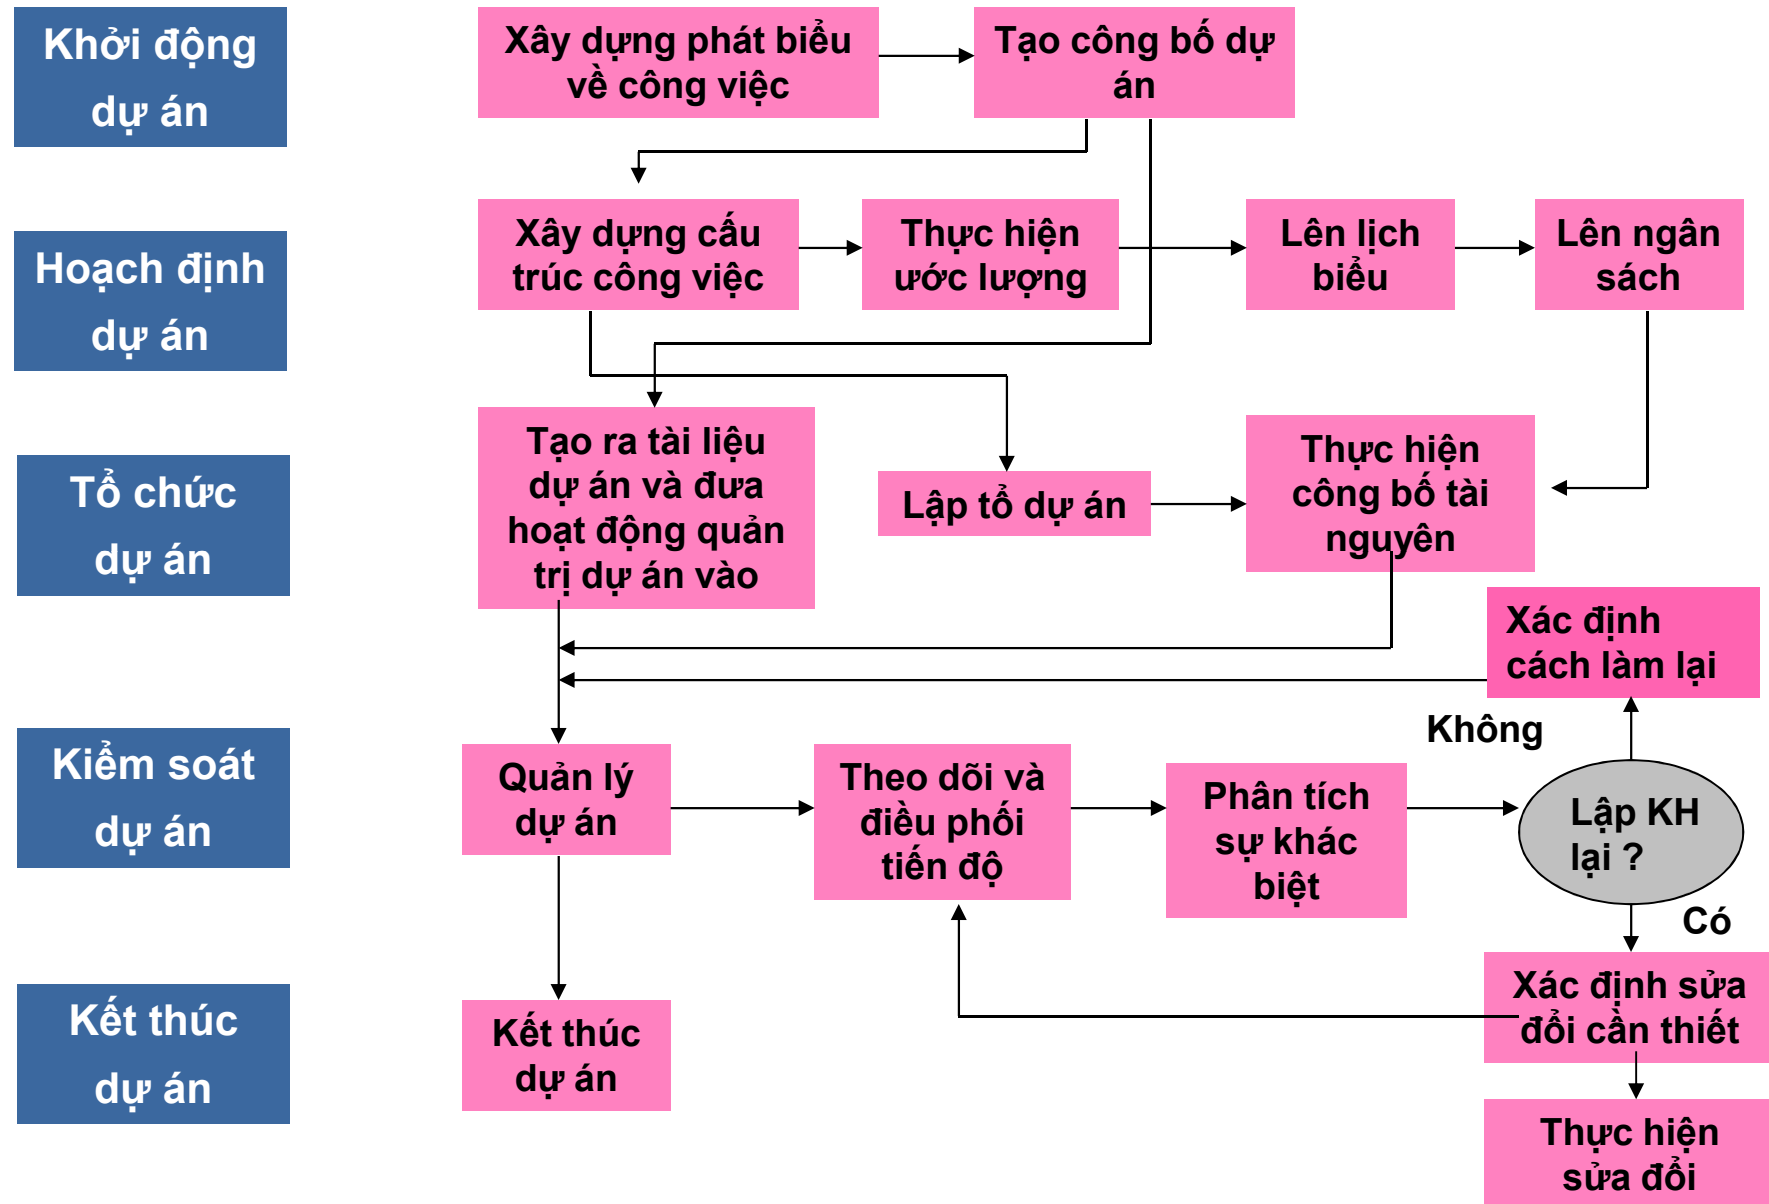 Khởi động
dự án
Xây dựng phát biểu
về công việc
Tạo công bố dự
án
Hoạch định
dự án
Xây dựng cấu
trúc công việc
Thực hiện
ước lượng
Lên lịch
biểu
Lên ngân
sách
Tổ chức
dự án
Tạo ra tài liệu
dự án và đưa
hoạt động quản
trị dự án vào
Lập tổ dự án
Thực hiện
công bố tài
nguyên
Xác định
cách làm lại
Không
Kiểm soát
dự án
Quản lý
dự án
Theo dõi và
điều phối
tiến độ
Phân tích
sự khác
biệt
Lập KH
lại ?
Có
Kết thúc
dự án
Kết thúc
dự án
Xác định sửa
đổi cần thiết
Thực hiện
sửa đổi